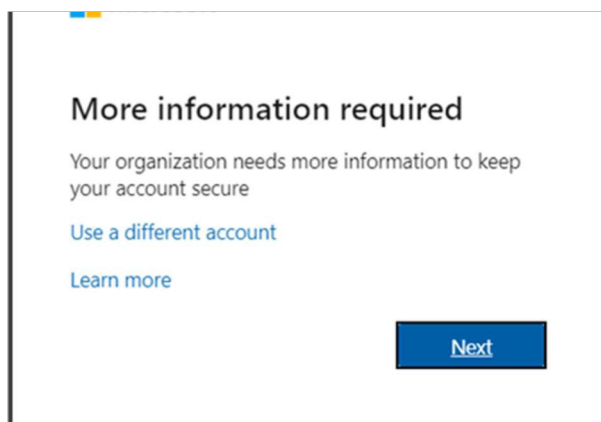 More information required
Your organization needs more information to keep
your account secure
Use a different account
Learn more
Next